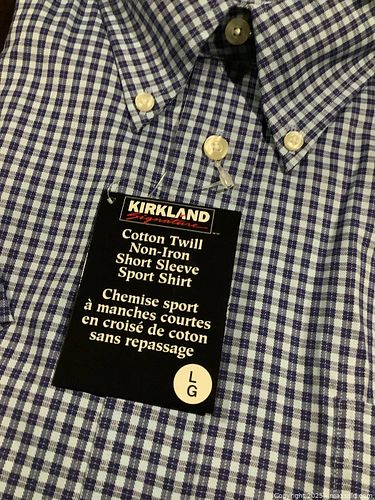 KIRKLAND
Signature
Cotton Twill
Non-Iron
Short Sleeve
Sport Shirt
Chemise sport
à manches courtes
en croisé de coton
sans repassage
L
G